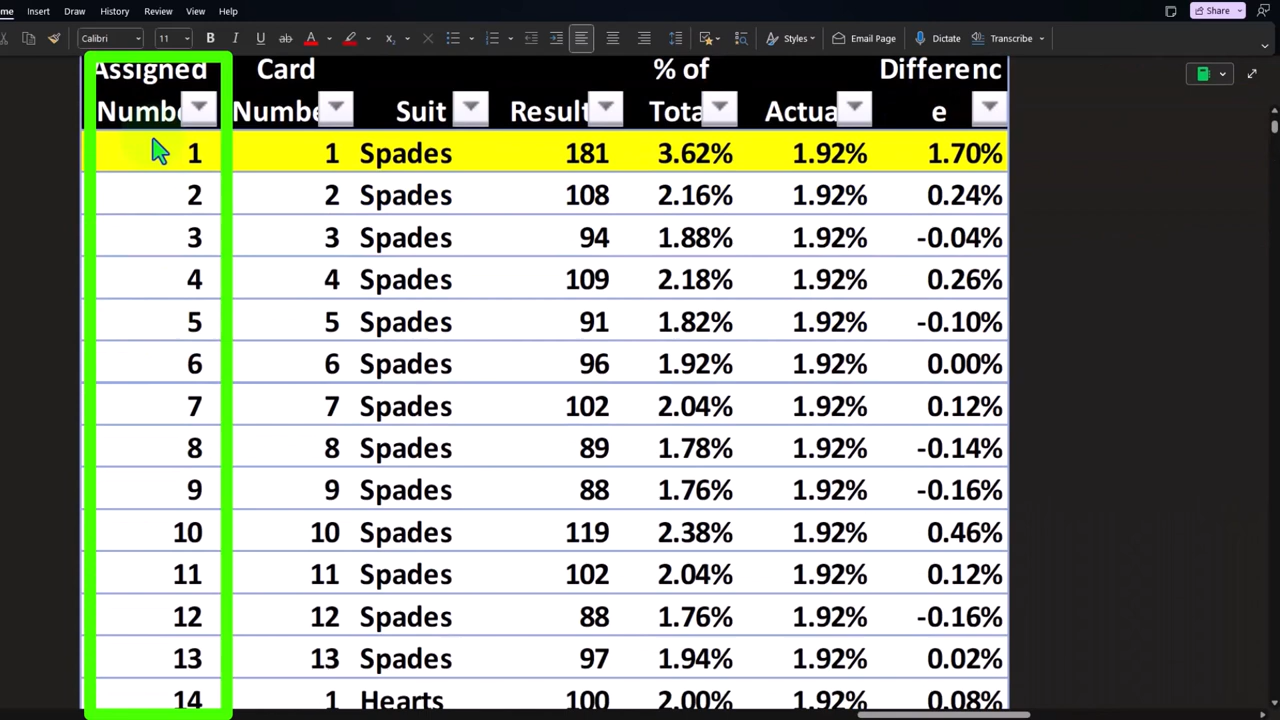 Insert Draw History Review View Help Share
Calibri 11 B I U ab A Styles Email Page Dictate Transcribe
Assigned Card % of Differenc
Suit e
1 1 Spades 181 3.62% 1.92% 1.70%
2 2 Spades 108 2.16% 1.92% 0.24%
3 3 Spades 94 1.88% 1.92% -0.04%
4 4 Spades 109 2.18% 1.92% 0.26%
5 5 Spades 91 1.82% 1.92% -0.10%
6 6 Spades 96 1.92% 1.92% 0.00%
7 7 Spades 102 2.04% 1.92% 0.12%
8 8 Spades 89 1.78% 1.92% -0.14%
9 9 Spades 88 1.76% 1.92% -0.16%
10 10 Spades 119 2.38% 1.92% 0.46%
11 11 Spades 102 2.04% 1.92% 0.12%
12 12 Spades 88 1.76% 1.92% -0.16%
13 13 Spades 97 1.94% 1.92% 0.02%
14 1 Hearts 100 2.00% 1.92% 0.08%